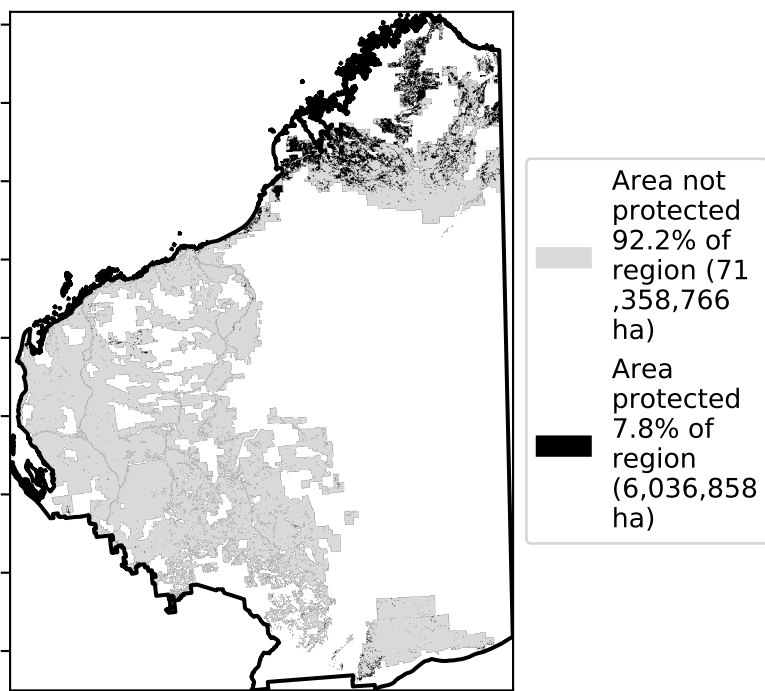 Area not
protected
92.2% of
region (71
,358,766
ha)
Area
protected
7.8% of
region
(6,036,858
ha)